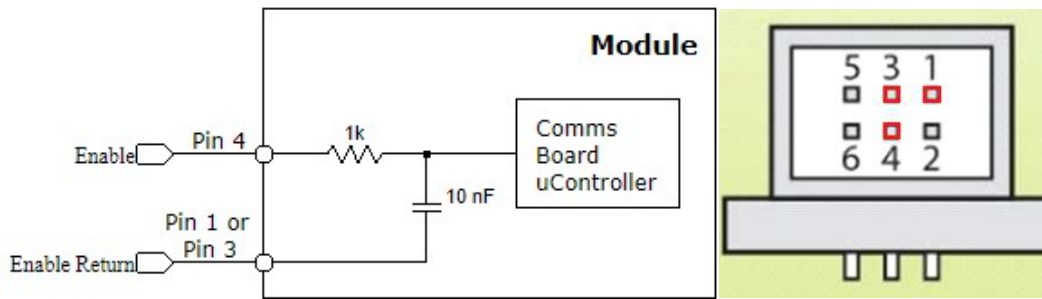 Module
1k
Enable
Pin 4
Comms
Board
uController
10 nF
Pin 1 or
Pin 3
Enable Return
5 3 1
6 4 2